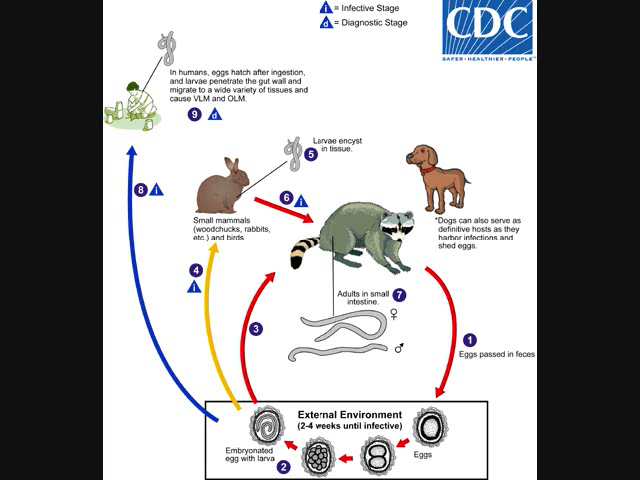 i = Infective Stage
d = Diagnostic Stage
CDC
SAFER · HEALTHIER · PEOPLE™
In humans, eggs hatch after ingestion,
and larvae penetrate the gut wall and
migrate to a wide variety of tissues and
cause VLM and OLM.
9 d
Larvae encyst
in tissue.
5
8 i
6 i
Small mammals
(woodchucks, rabbits,
etc.) and birds
*Dogs can also serve as
definitive hosts as they
harbor infections and
shed eggs.
4
i
Adults in small
intestine.
7
♀
3
♂
1
Eggs passed in feces
External Environment
(2-4 weeks until infective)
Embryonated
egg with larva
2
Eggs